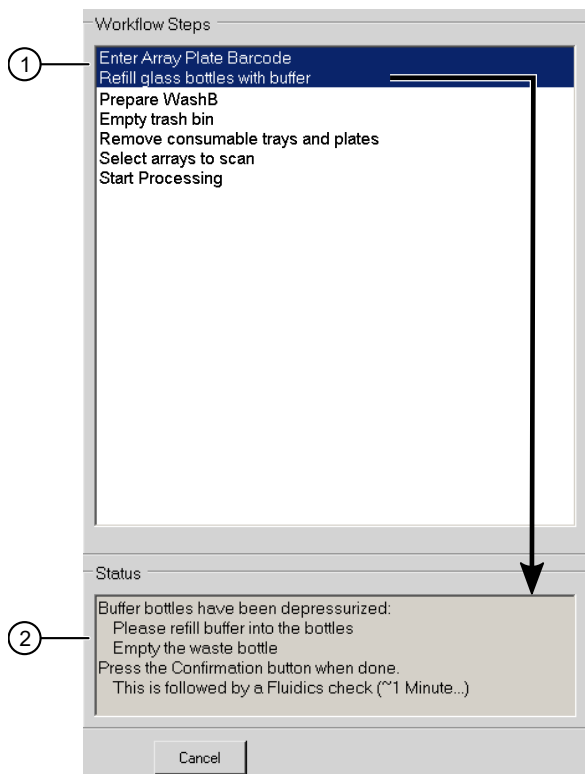 Workflow Steps
1
Enter Array Plate Barcode
Refill glass bottles with buffer
Prepare WashB
Empty trash bin
Remove consumable trays and plates
Select arrays to scan
Start Processing
Status
2
Buffer bottles have been depressurized:
Please refill buffer into the bottles
Empty the waste bottle
Press the Confirmation button when done.
This is followed by a Fluidics check (~1 Minute...)
Cancel